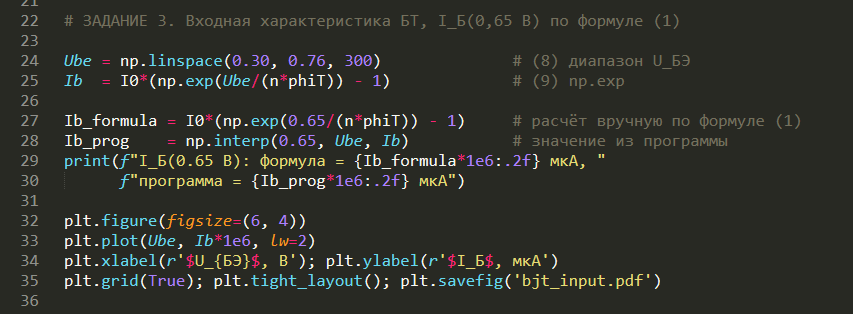 21
22 # ЗАДАНИЕ 3. Входная характеристика БТ, I_Б(0,65 В) по формуле (1)
23
24 Ube = np.linspace(0.30, 0.76, 300) # (8) диапазон U_БЭ
25 Ib = I0*(np.exp(Ube/(n*phiT)) - 1) # (9) np.exp
26
27 Ib_formula = I0*(np.exp(0.65/(n*phiT)) - 1) # расчёт вручную по формуле (1)
28 Ib_prog = np.interp(0.65, Ube, Ib) # значение из программы
29 print(f"I_Б(0.65 В): формула = {Ib_formula*1e6:.2f} мкА, "
30 f"программа = {Ib_prog*1e6:.2f} мкА")
31
32 plt.figure(figsize=(6, 4))
33 plt.plot(Ube, Ib*1e6, lw=2)
34 plt.xlabel(r'$U_{БЭ}$, В'); plt.ylabel(r'$I_Б$, мкА')
35 plt.grid(True); plt.tight_layout(); plt.savefig('bjt_input.pdf')
36